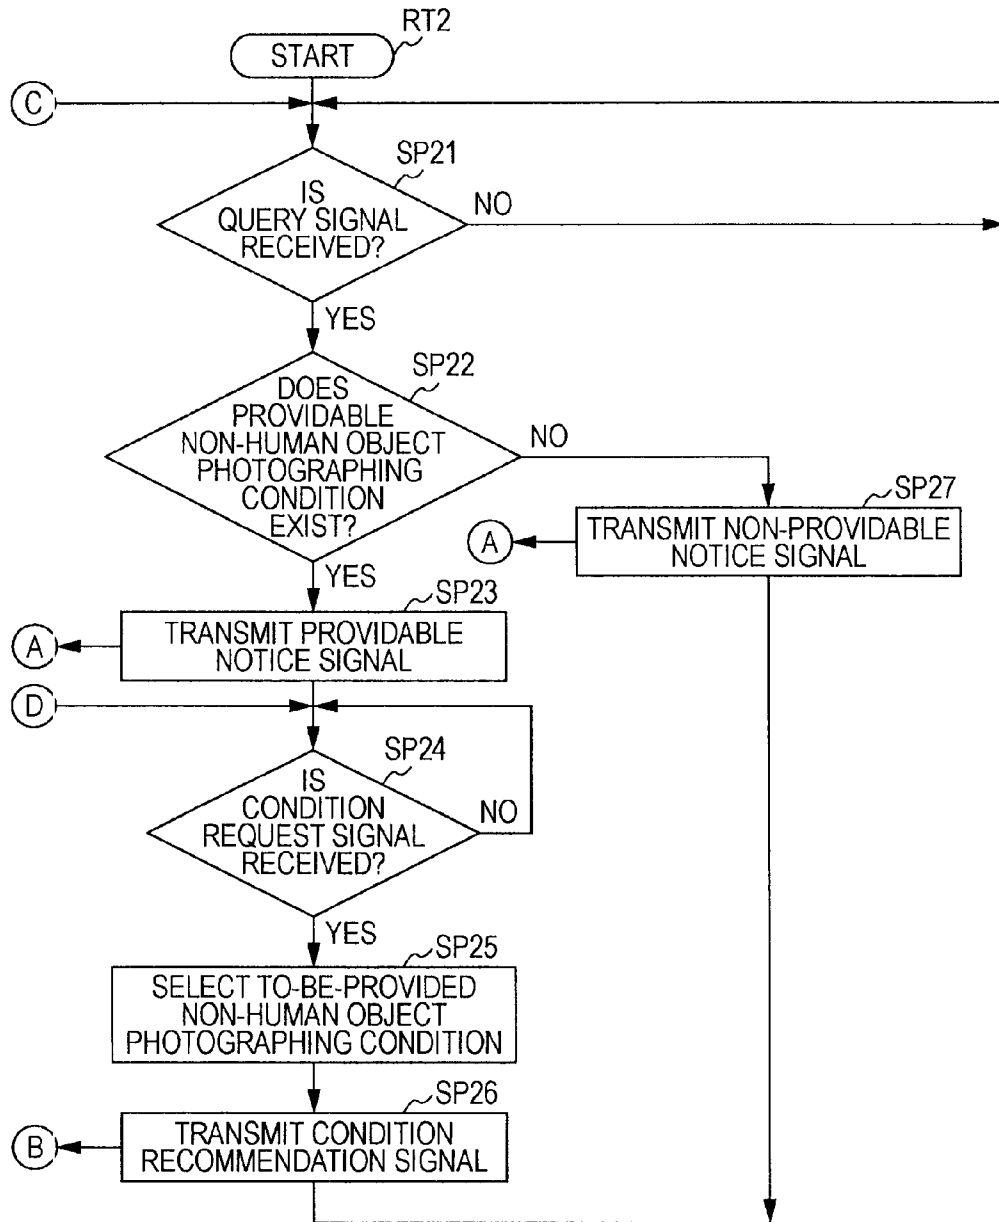 RT2
START
C
SP21
IS
QUERY SIGNAL
RECEIVED?
NO
YES
SP22
DOES
PROVIDABLE
NON-HUMAN OBJECT
PHOTOGRAPHING
CONDITION
EXIST?
NO
SP27
TRANSMIT NON-PROVIDABLE
NOTICE SIGNAL
A
YES
SP23
TRANSMIT PROVIDABLE
NOTICE SIGNAL
A
D
SP24
IS
CONDITION
REQUEST SIGNAL
RECEIVED?
NO
YES
SP25
SELECT TO-BE-PROVIDED
NON-HUMAN OBJECT
PHOTOGRAPHING CONDITION
SP26
TRANSMIT CONDITION
RECOMMENDATION SIGNAL
B